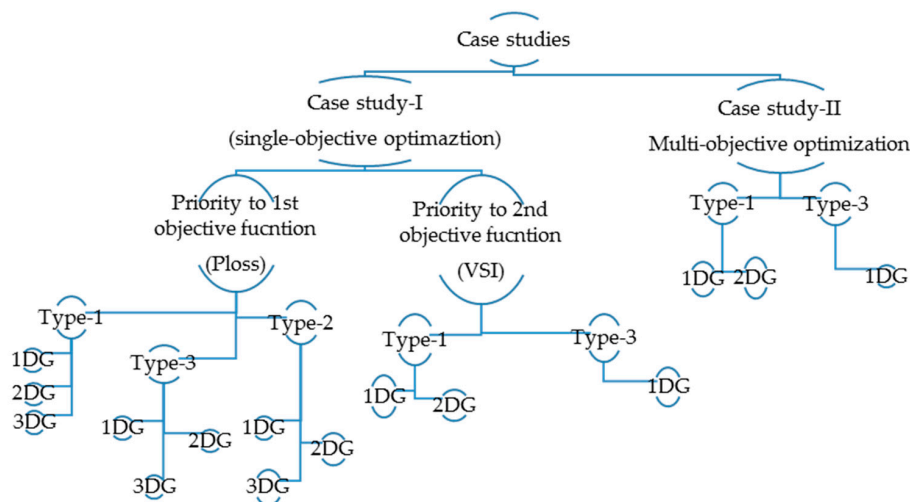 Case studies
Case study-I
(single-objective optimaztion)
Case study-II
Multi-objective optimization
Priority to 1st
objective fucntion
(Ploss)
Priority to 2nd
objective fucntion
(VSI)
Type-1
Type-3
1DG
2DG
1DG
Type-1
1DG
2DG
3DG
Type-3
1DG
2DG
3DG
Type-2
1DG
2DG
3DG
Type-1
1DG
2DG
Type-3
1DG